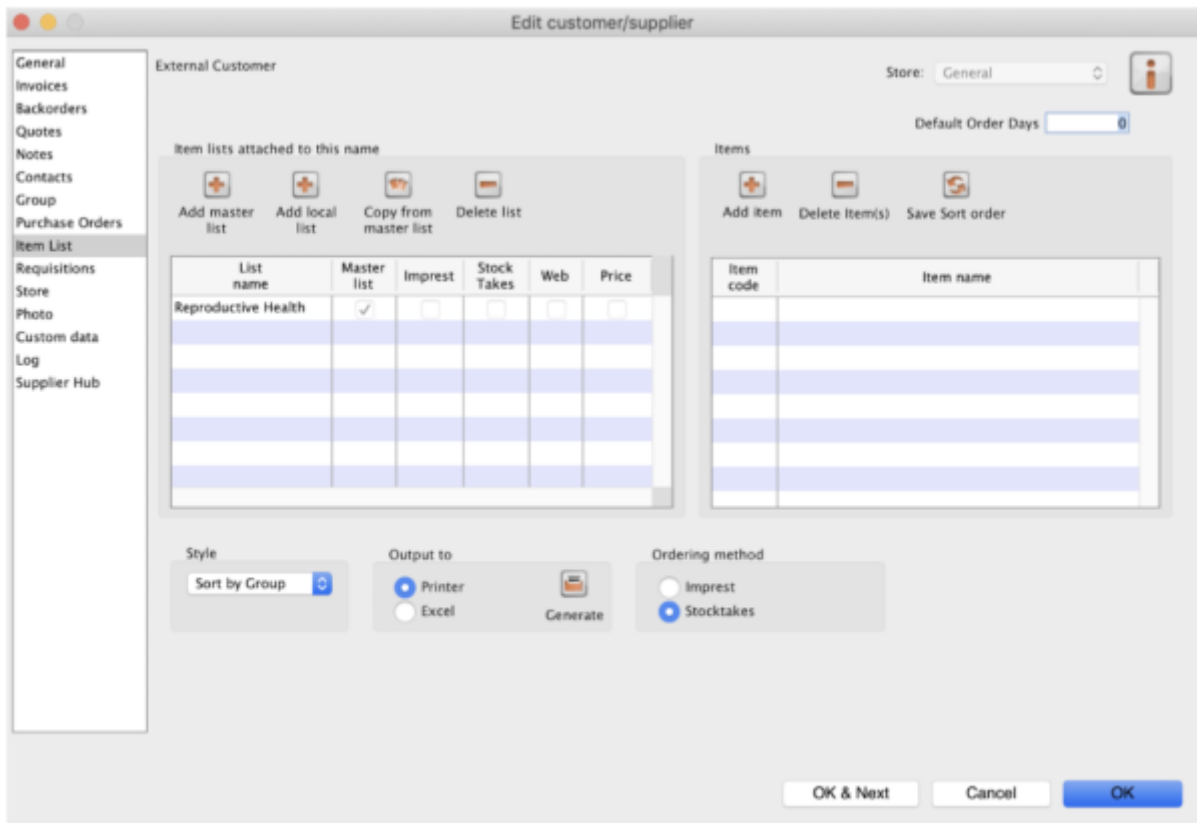 Edit customer/supplier
General
Invoices
Backorders
Quotes
Notes
Contacts
Group
Purchase Orders
Item List
Requisitions
Store
Photo
Custom data
Log
Supplier Hub
External Customer
Store: General
Default Order Days 0
Item lists attached to this name
Add master list
Add local list
Copy from master list
Delete list
List name
Master list
Imprest
Stock Takes
Web
Price
Reproductive Health
Items
Add item
Delete Item(s)
Save Sort order
Item code
Item name
Style
Sort by Group
Output to
Printer
Excel
Generate
Ordering method
Imprest
Stocktakes
OK & Next
Cancel
OK